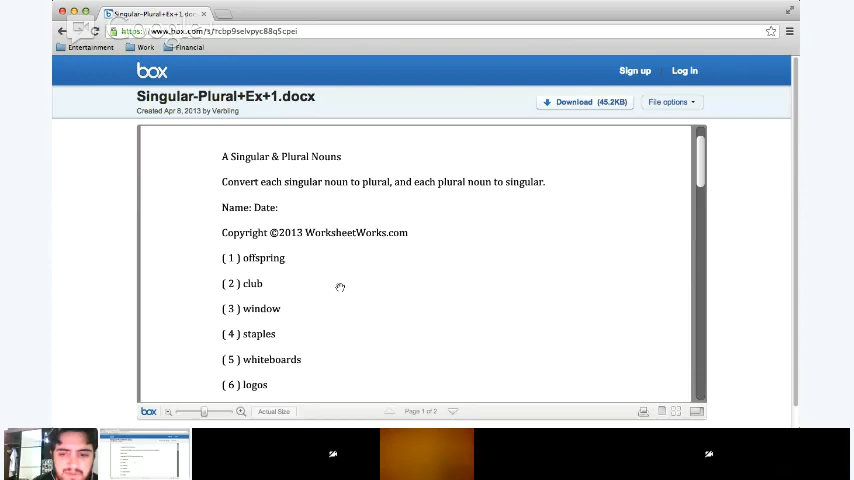 Singular-Plural+Ex+1.doc
Google+
https://www.box.com/s/rcbp9selvpyc88q5cpei
Entertainment Work Financial
box Sign up Log In
Singular-Plural+Ex+1.docx
Created Apr 8, 2013 by Verbling
Download (45.2KB) File options
A Singular & Plural Nouns
Convert each singular noun to plural, and each plural noun to singular.
Name: Date:
Copyright ©2013 WorksheetWorks.com
( 1 ) offspring
( 2 ) club
( 3 ) window
( 4 ) staples
( 5 ) whiteboards
( 6 ) logos
box Actual Size Page 1 of 2